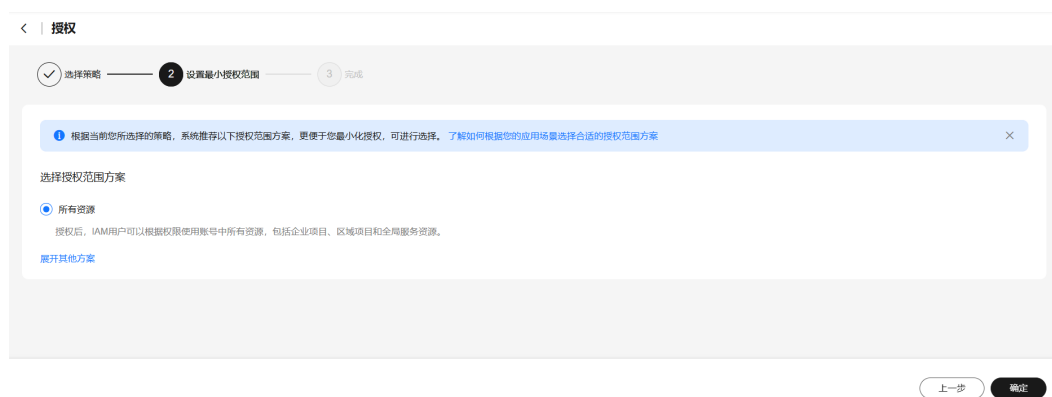 授权
选择策略 2 设置最小授权范围 3 完成
根据当前您所选择的策略，系统推荐以下授权范围方案，更便于您最小化授权，可进行选择。 了解如何根据您的应用场景选择合适的授权范围方案
选择授权范围方案
所有资源
授权后，IAM用户可以根据权限使用账号中所有资源，包括企业项目、区域项目和全局服务资源。
展开其他方案
上一步 确定